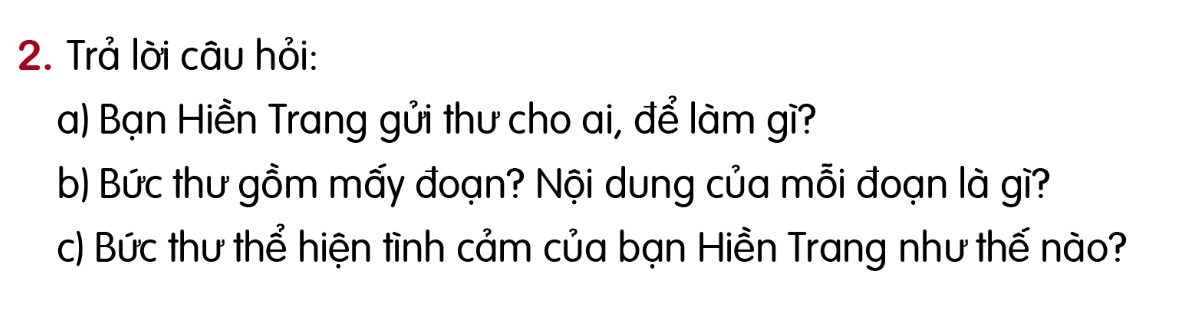 2. Trả lời câu hỏi:
a) Bạn Hiền Trang gửi thư cho ai, để làm gì?
b) Bức thư gồm mấy đoạn? Nội dung của mỗi đoạn là gì?
c) Bức thư thể hiện tình cảm của bạn Hiền Trang như thế nào?